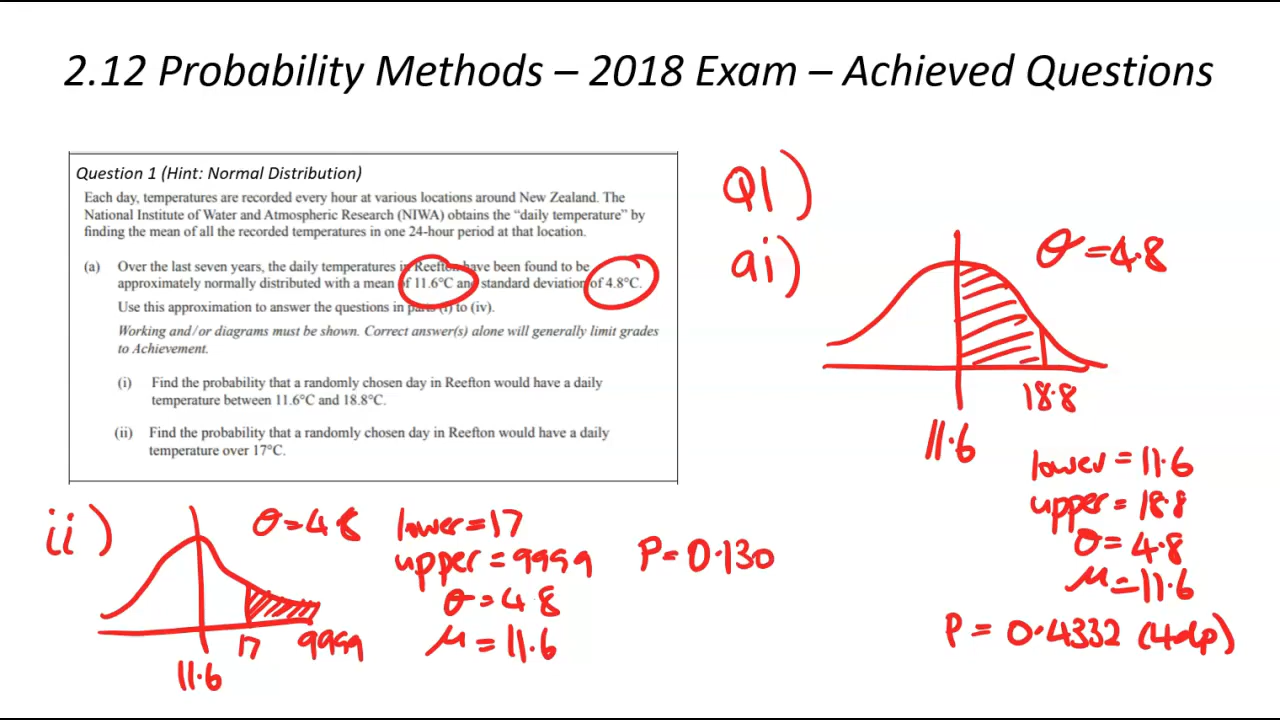 2.12 Probability Methods – 2018 Exam – Achieved Questions
Question 1 (Hint: Normal Distribution)
Each day, temperatures are recorded every hour at various locations around New Zealand. The
National Institute of Water and Atmospheric Research (NIWA) obtains the “daily temperature” by
finding the mean of all the recorded temperatures in one 24-hour period at that location.
(a) Over the last seven years, the daily temperatures in Reefton have been found to be
approximately normally distributed with a mean of 11.6°C and standard deviation of 4.8°C.
Use this approximation to answer the questions in parts (i) to (iv).
Working and/or diagrams must be shown. Correct answer(s) alone will generally limit grades
to Achievement.
(i) Find the probability that a randomly chosen day in Reefton would have a daily
temperature between 11.6°C and 18.8°C.
(ii) Find the probability that a randomly chosen day in Reefton would have a daily
temperature over 17°C.
Q1)
ai)
σ=4.8
18.8
11.6
lower = 11.6
upper = 18.8
σ = 4.8
μ = 11.6
P = 0.4332 (4dp)
ii)
σ=4.8
17
9999
11.6
lower=17
upper = 9999
σ = 4.8
μ = 11.6
P=0.130